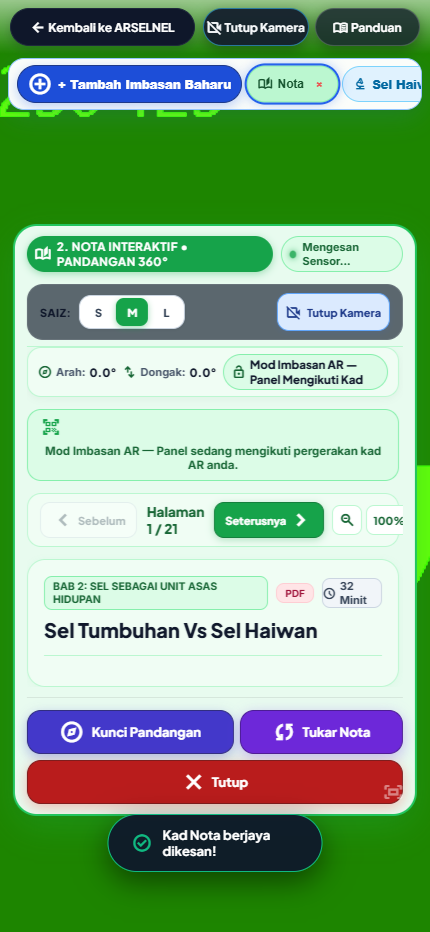 Kembali ke ARSELNEL
Tutup Kamera
Panduan
+ Tambah Imbasan Baharu
Nota
×
2. NOTA INTERAKTIF •
PANDANGAN 360°
Mengesan
Sensor...
SAIZ:
S
M
L
Tutup Kamera
Arah: 0.0°
Dongak: 0.0°
Mod Imbasan AR —
Panel Mengikuti Kad
Mod Imbasan AR — Panel sedang mengikuti pergerakan kad
AR anda.
Sebelum
Halaman
1 / 21
Seterusnya
100%
BAB 2: SEL SEBAGAI UNIT ASAS
HIDUPAN
PDF
32
Minit
Sel Tumbuhan Vs Sel Haiwan
Kunci Pandangan
Tukar Nota
Tutup
Kad Nota berjaya
dikesan!